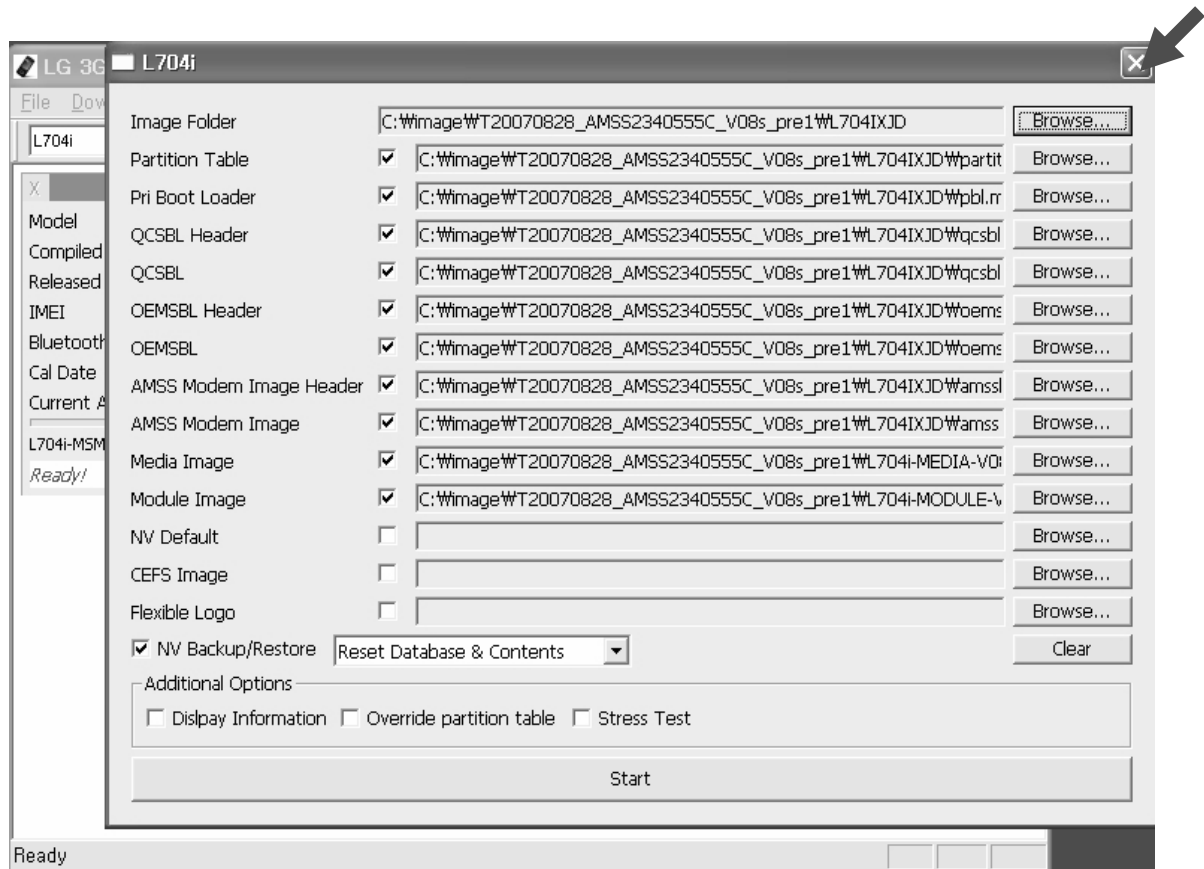 LG 3G
L704i
File Dow
L704i
X
Model
Compiled
Released
IMEI
Bluetooth
Cal Date
Current A
L704i-MSM
Ready!
Image Folder C:₩image₩T20070828_AMSS2340555C_V08s_pre1₩L704IXJD Browse...
Partition Table C:₩image₩T20070828_AMSS2340555C_V08s_pre1₩L704IXJD₩partit Browse...
Pri Boot Loader C:₩image₩T20070828_AMSS2340555C_V08s_pre1₩L704IXJD₩pbl.m Browse...
QCSBL Header C:₩image₩T20070828_AMSS2340555C_V08s_pre1₩L704IXJD₩qcsbl Browse...
QCSBL C:₩image₩T20070828_AMSS2340555C_V08s_pre1₩L704IXJD₩qcsbl Browse...
OEMSBL Header C:₩image₩T20070828_AMSS2340555C_V08s_pre1₩L704IXJD₩oems Browse...
OEMSBL C:₩image₩T20070828_AMSS2340555C_V08s_pre1₩L704IXJD₩oems Browse...
AMSS Modem Image Header C:₩image₩T20070828_AMSS2340555C_V08s_pre1₩L704IXJD₩amssl Browse...
AMSS Modem Image C:₩image₩T20070828_AMSS2340555C_V08s_pre1₩L704IXJD₩amss Browse...
Media Image C:₩image₩T20070828_AMSS2340555C_V08s_pre1₩L704i-MEDIA-V08 Browse...
Module Image C:₩image₩T20070828_AMSS2340555C_V08s_pre1₩L704i-MODULE-V Browse...
NV Default Browse...
CEFS Image Browse...
Flexible Logo Browse...
NV Backup/Restore Reset Database & Contents Clear
Additional Options
Dislpay Information Override partition table Stress Test
Start
Ready